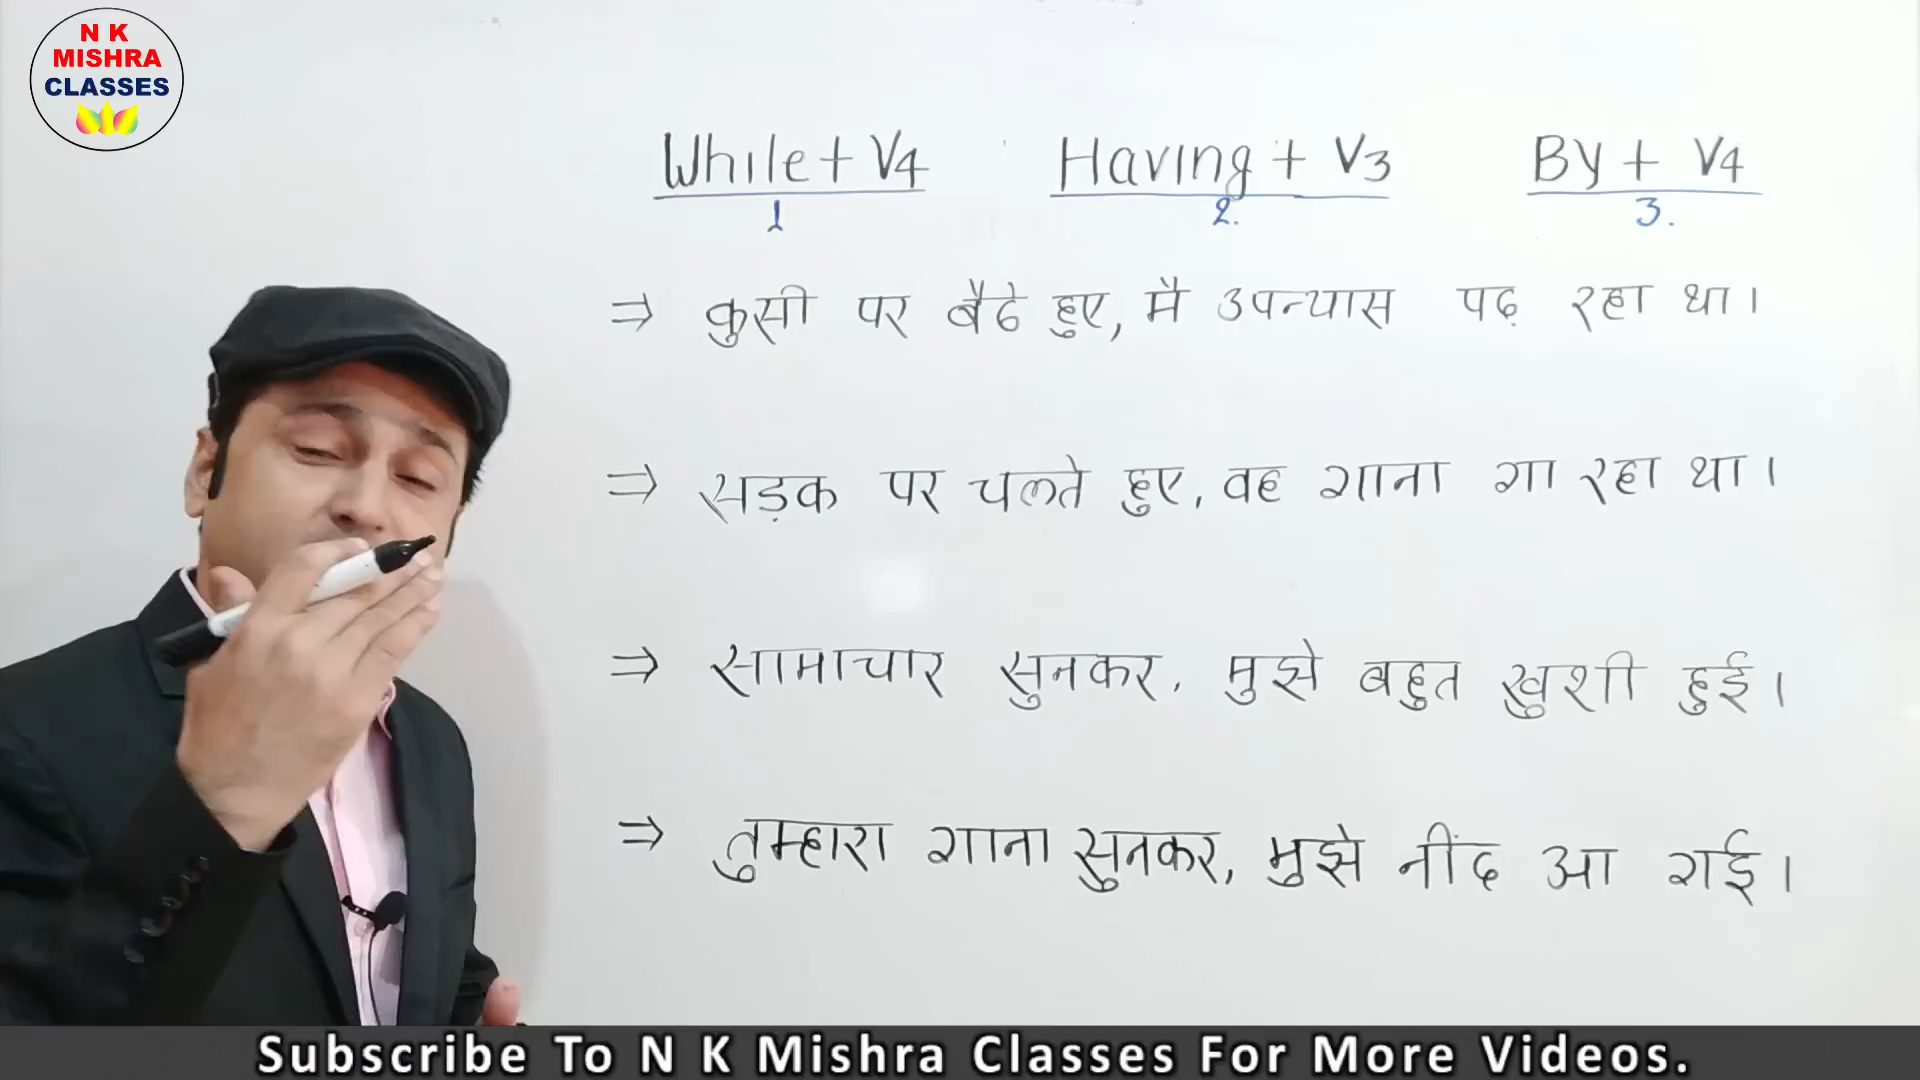 N K
MISHRA
CLASSES
While + V4 Having + V3 By + V4
1 2. 3.
⇒ कुसी पर बैठे हुए, मै उपन्यास पढ़ रहा था।
⇒ सड़क पर चलते हुए, वह गाना गा रहा था।
⇒ सामाचार सुनकर, मुझे बहुत खुशी हुई।
⇒ तुम्हारा गाना सुनकर, मुझे नींद आ गई।
Subscribe To N K Mishra Classes For More Videos.